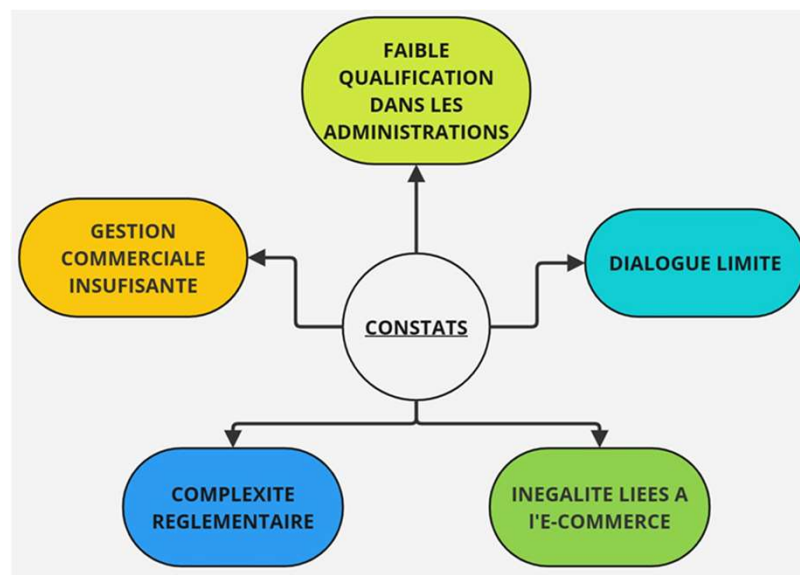 FAIBLE
QUALIFICATION
DANS LES
ADMINISTRATIONS
GESTION
COMMERCIALE
INSUFISANTE
DIALOGUE LIMITE
CONSTATS
COMPLEXITE
REGLEMENTAIRE
INEGALITE LIEES A
l'E-COMMERCE